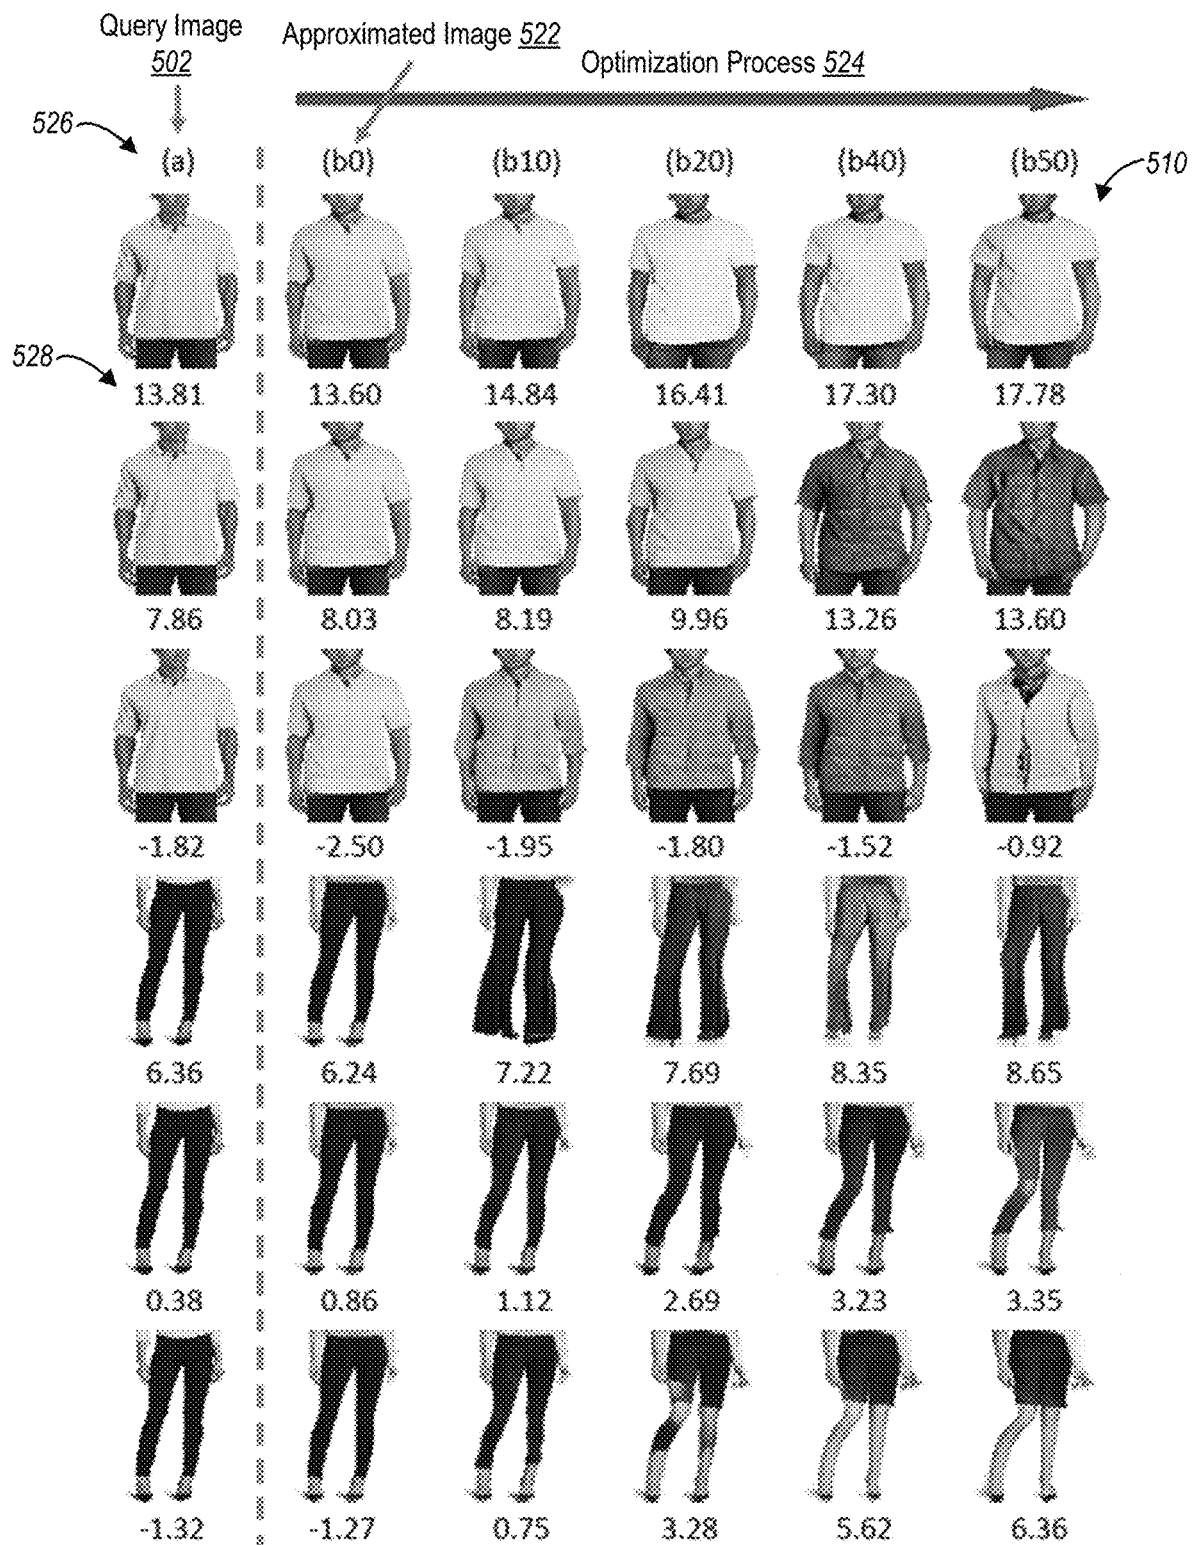 Query Image
502
Approximated Image 522
Optimization Process 524
526
(a) (b0) (b10) (b20) (b40) (b50)
510
528
13.81 13.60 14.84 16.41 17.30 17.78
7.86 8.03 8.19 9.96 13.26 13.60
-1.82 -2.50 -1.95 -1.80 -1.52 -0.92
6.36 6.24 7.22 7.69 8.35 8.65
0.38 0.86 1.12 2.69 3.23 3.35
-1.32 -1.27 0.75 3.28 5.62 6.36